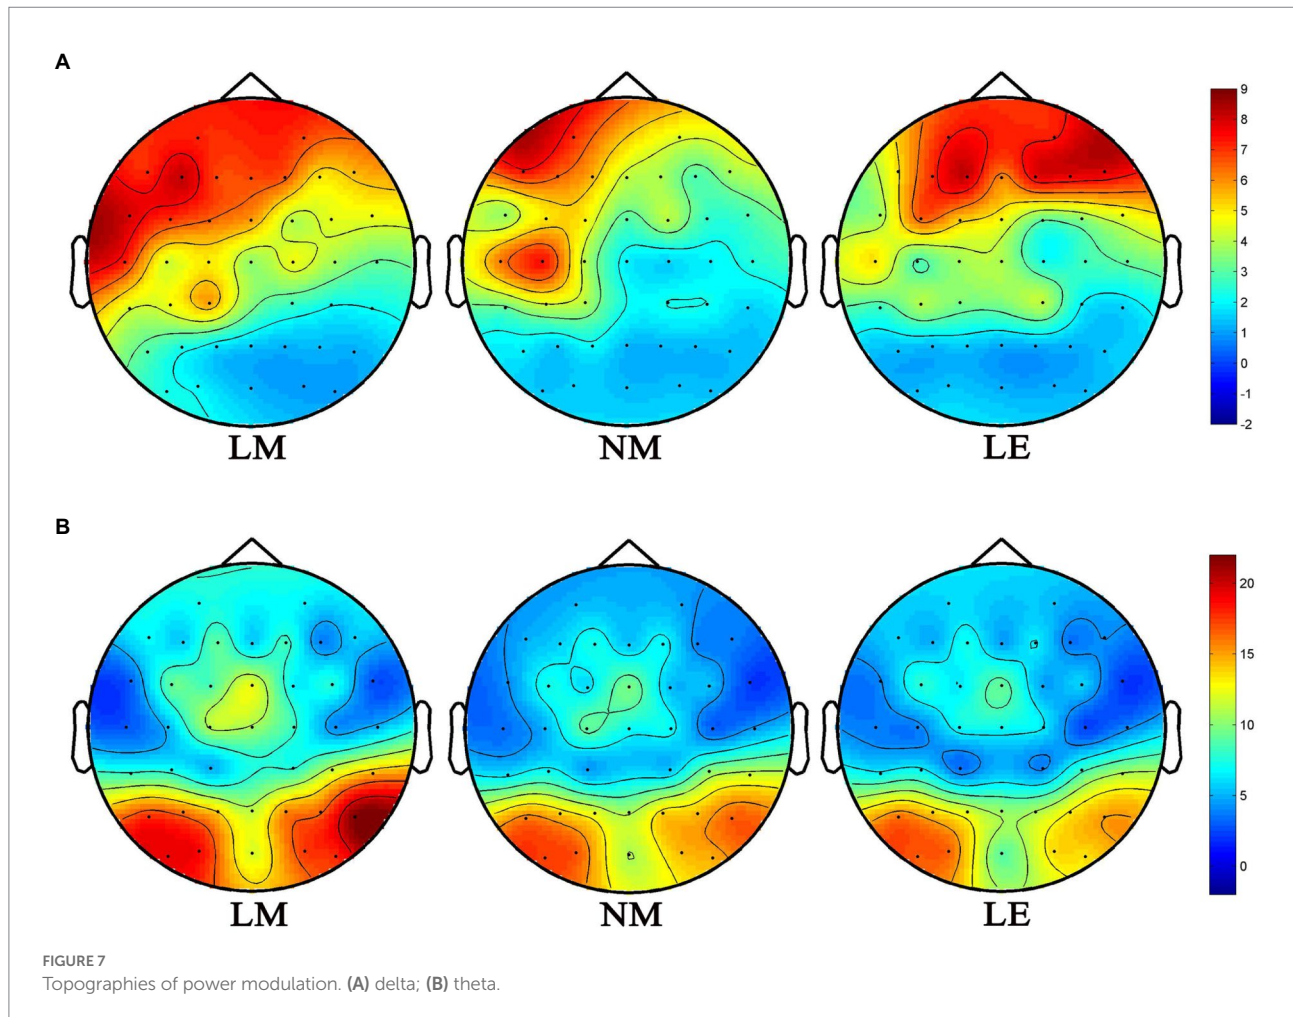 A
9
8
7
6
5
4
3
2
1
0
-1
-2
LM NM LE
B
20
15
10
5
0
LM NM LE
FIGURE 7
Topographies of power modulation. (A) delta; (B) theta.